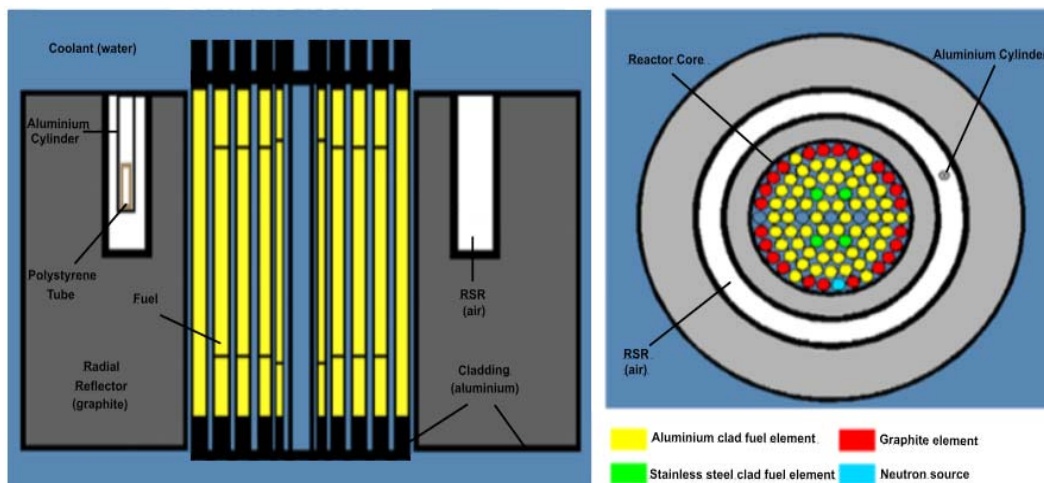 Coolant (water)
Aluminium
Cylinder
Polystyrene
Tube
Fuel
Radial
Reflector
(graphite)
RSR
(air)
Cladding
(aluminium)
Reactor Core
Aluminium Cylinder
RSR
(air)
Aluminium clad fuel element
Graphite element
Stainless steel clad fuel element
Neutron source